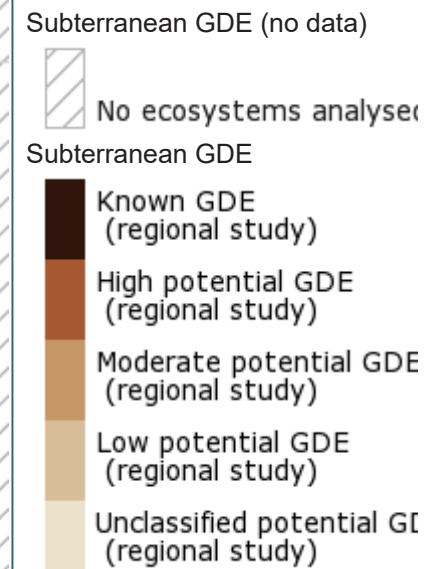 Subterranean GDE (no data)
No ecosystems analysed
Subterranean GDE
Known GDE
(regional study)
High potential GDE
(regional study)
Moderate potential GDE
(regional study)
Low potential GDE
(regional study)
Unclassified potential
(regional study)